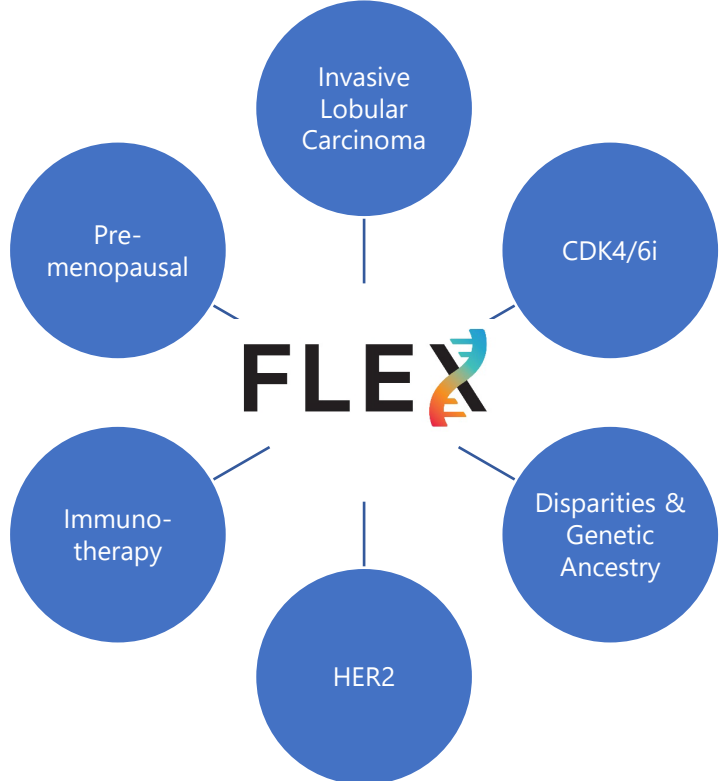 Invasive
Lobular
Carcinoma
Pre-
menopausal
CDK4/6i
FLEX
Immuno-
therapy
Disparities &
Genetic
Ancestry
HER2